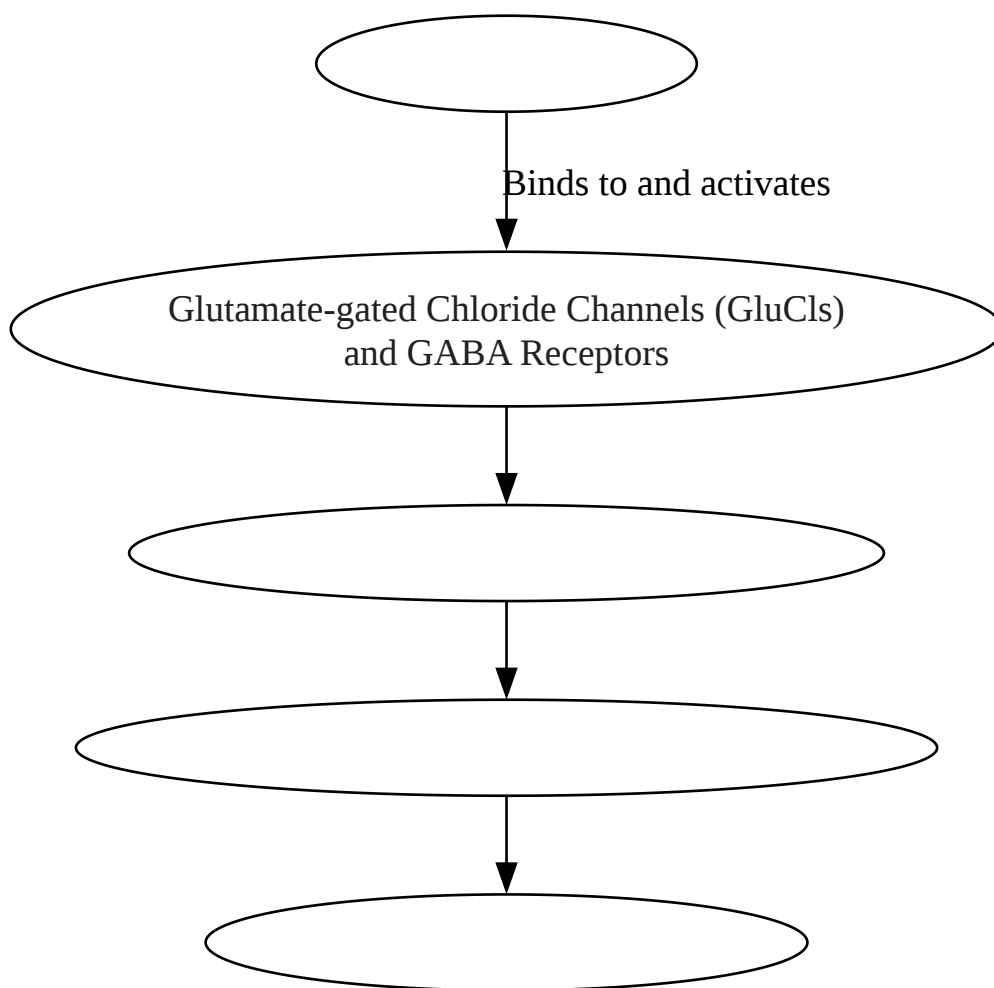 Binds to and activates
Glutamate-gated Chloride Channels (GluCls)
and GABA Receptors